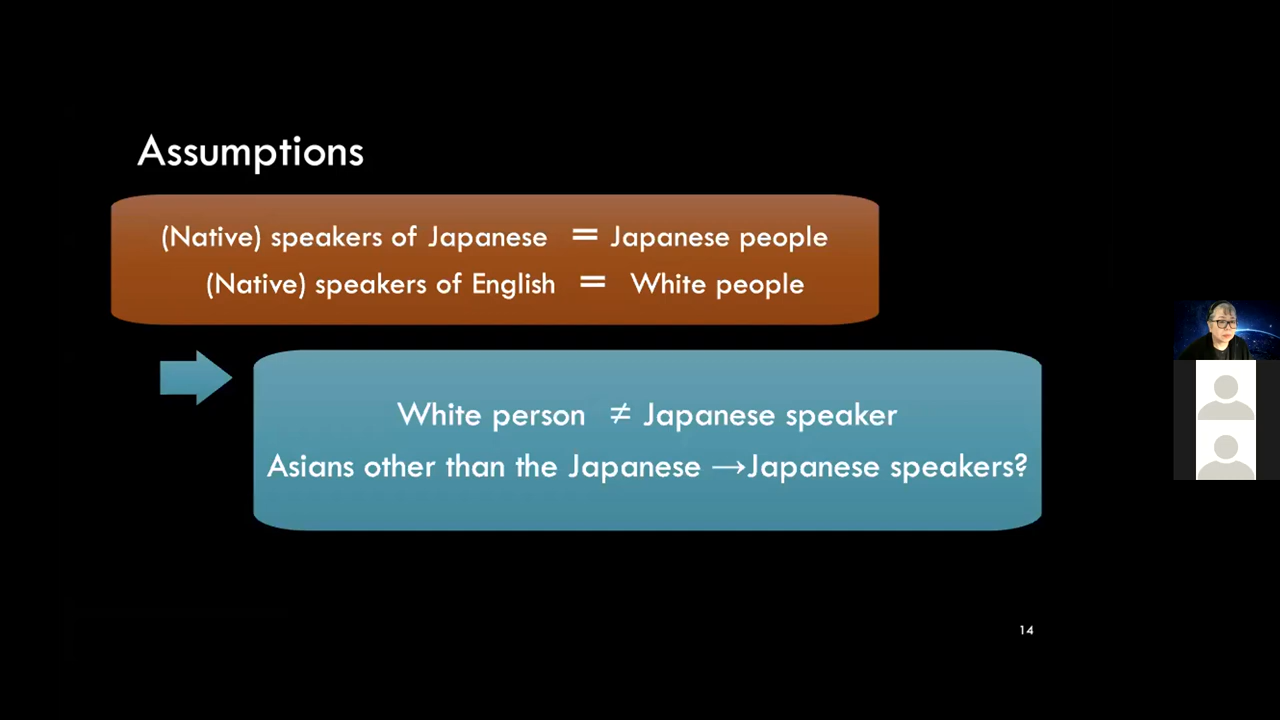 Assumptions
(Native) speakers of Japanese = Japanese people
(Native) speakers of English = White people
White person ≠ Japanese speaker
Asians other than the Japanese →Japanese speakers?
14